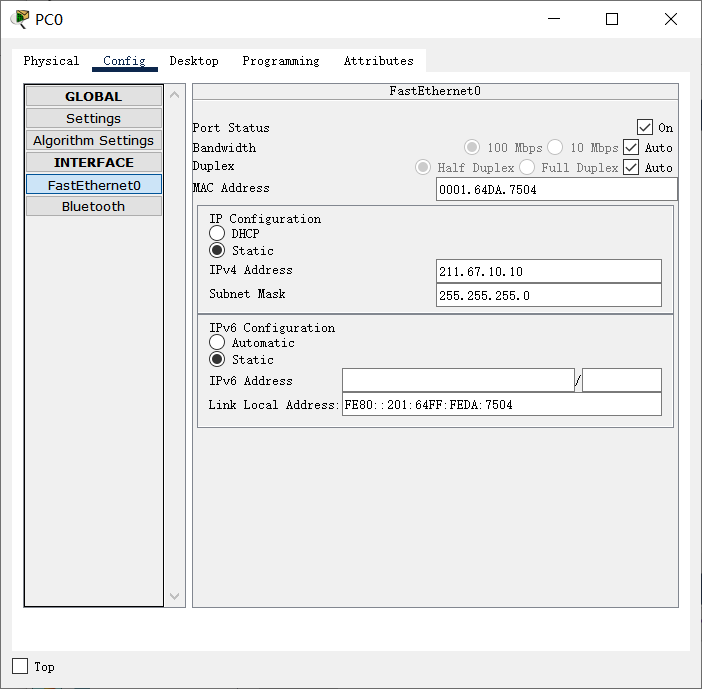 PC0
Physical Config Desktop Programming Attributes
GLOBAL
Settings
Algorithm Settings
INTERFACE
FastEthernet0
Bluetooth
FastEthernet0
Port Status On
Bandwidth 100 Mbps 10 Mbps Auto
Duplex Half Duplex Full Duplex Auto
MAC Address 0001.64DA.7504
IP Configuration
DHCP
Static
IPv4 Address 211.67.10.10
Subnet Mask 255.255.255.0
IPv6 Configuration
Automatic
Static
IPv6 Address /
Link Local Address: FE80::201:64FF:FEDA:7504
Top